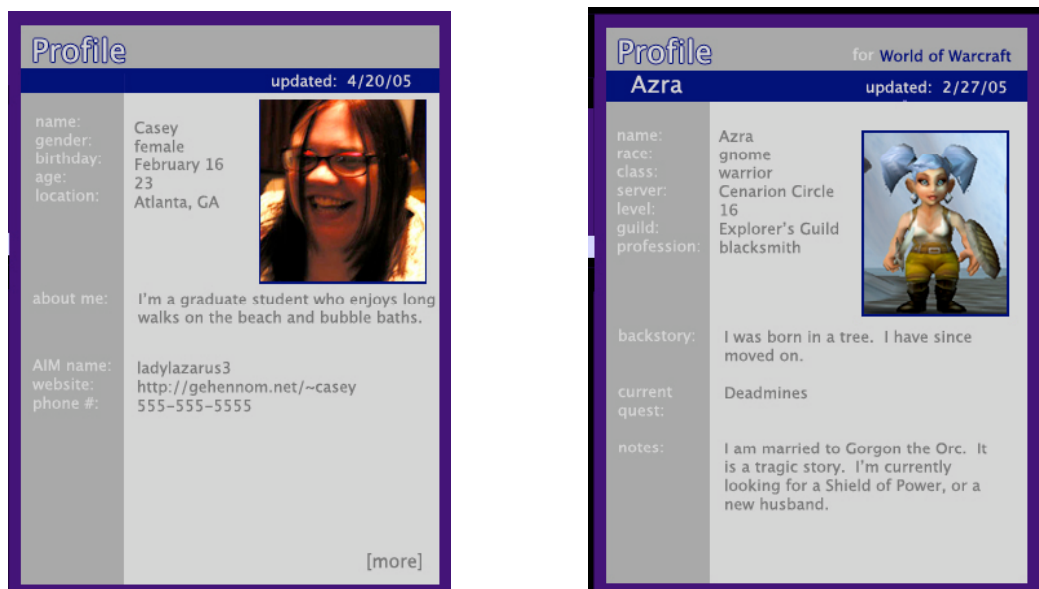 Profile
updated: 4/20/05
name: Casey
gender: female
birthday: February 16
age: 23
location: Atlanta, GA
about me: I'm a graduate student who enjoys long
walks on the beach and bubble baths.
AIM name: ladylazarus3
website: http://gehennom.net/~casey
phone #: 555-555-5555
[more]
Profile for World of Warcraft
Azra updated: 2/27/05
name: Azra
race: gnome
class: warrior
server: Cenarion Circle
level: 16
guild: Explorer's Guild
profession: blacksmith
backstory: I was born in a tree. I have since
moved on.
current Deadmines
quest:
notes: I am married to Gorgon the Orc. It
is a tragic story. I'm currently
looking for a Shield of Power, or a
new husband.